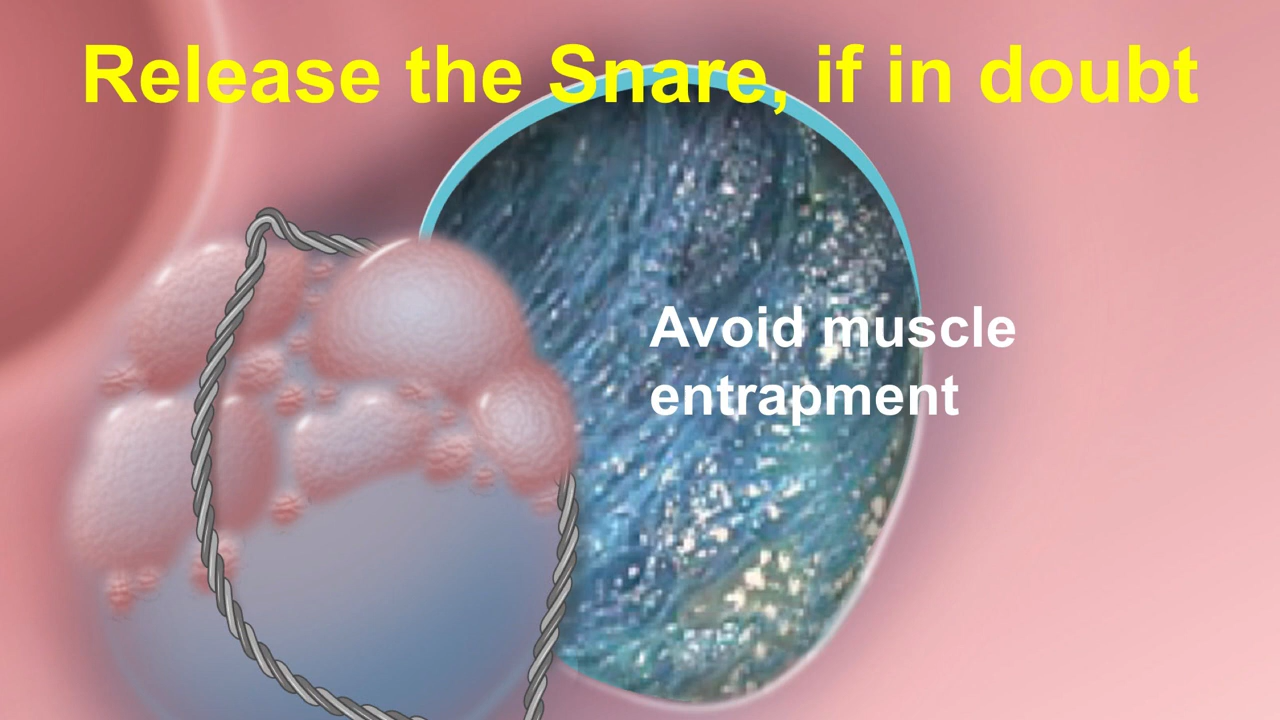 Release the Snare, if in doubt
Avoid muscle
entrapment